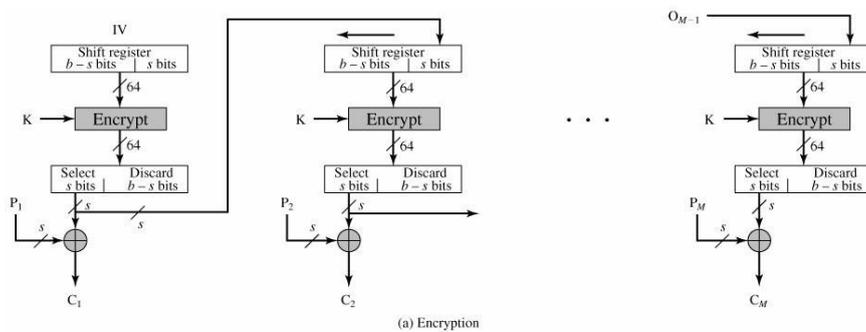 IV
Shift register
b – s bits | s bits
64
K
Encrypt
64
Select Discard
s bits | b – s bits
P1
s
s
s
C1
Shift register
b – s bits | s bits
64
K
Encrypt
64
Select Discard
s bits | b – s bits
P2
s
s
C2
. . .
OM–1
Shift register
b – s bits | s bits
64
K
Encrypt
64
Select Discard
s bits | b – s bits
PM
s
s
CM
(a) Encryption